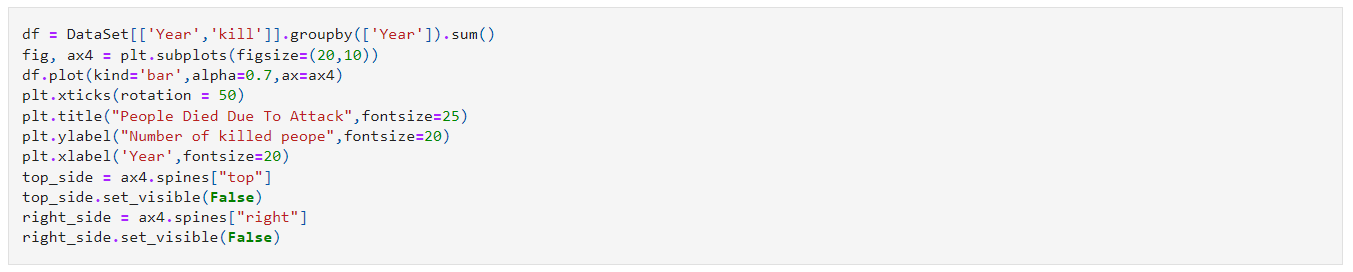 df = DataSet[['Year','kill']].groupby(['Year']).sum()
fig, ax4 = plt.subplots(figsize=(20,10))
df.plot(kind='bar',alpha=0.7,ax=ax4)
plt.xticks(rotation = 50)
plt.title("People Died Due To Attack",fontsize=25)
plt.ylabel("Number of killed peope",fontsize=20)
plt.xlabel('Year',fontsize=20)
top_side = ax4.spines["top"]
top_side.set_visible(False)
right_side = ax4.spines["right"]
right_side.set_visible(False)